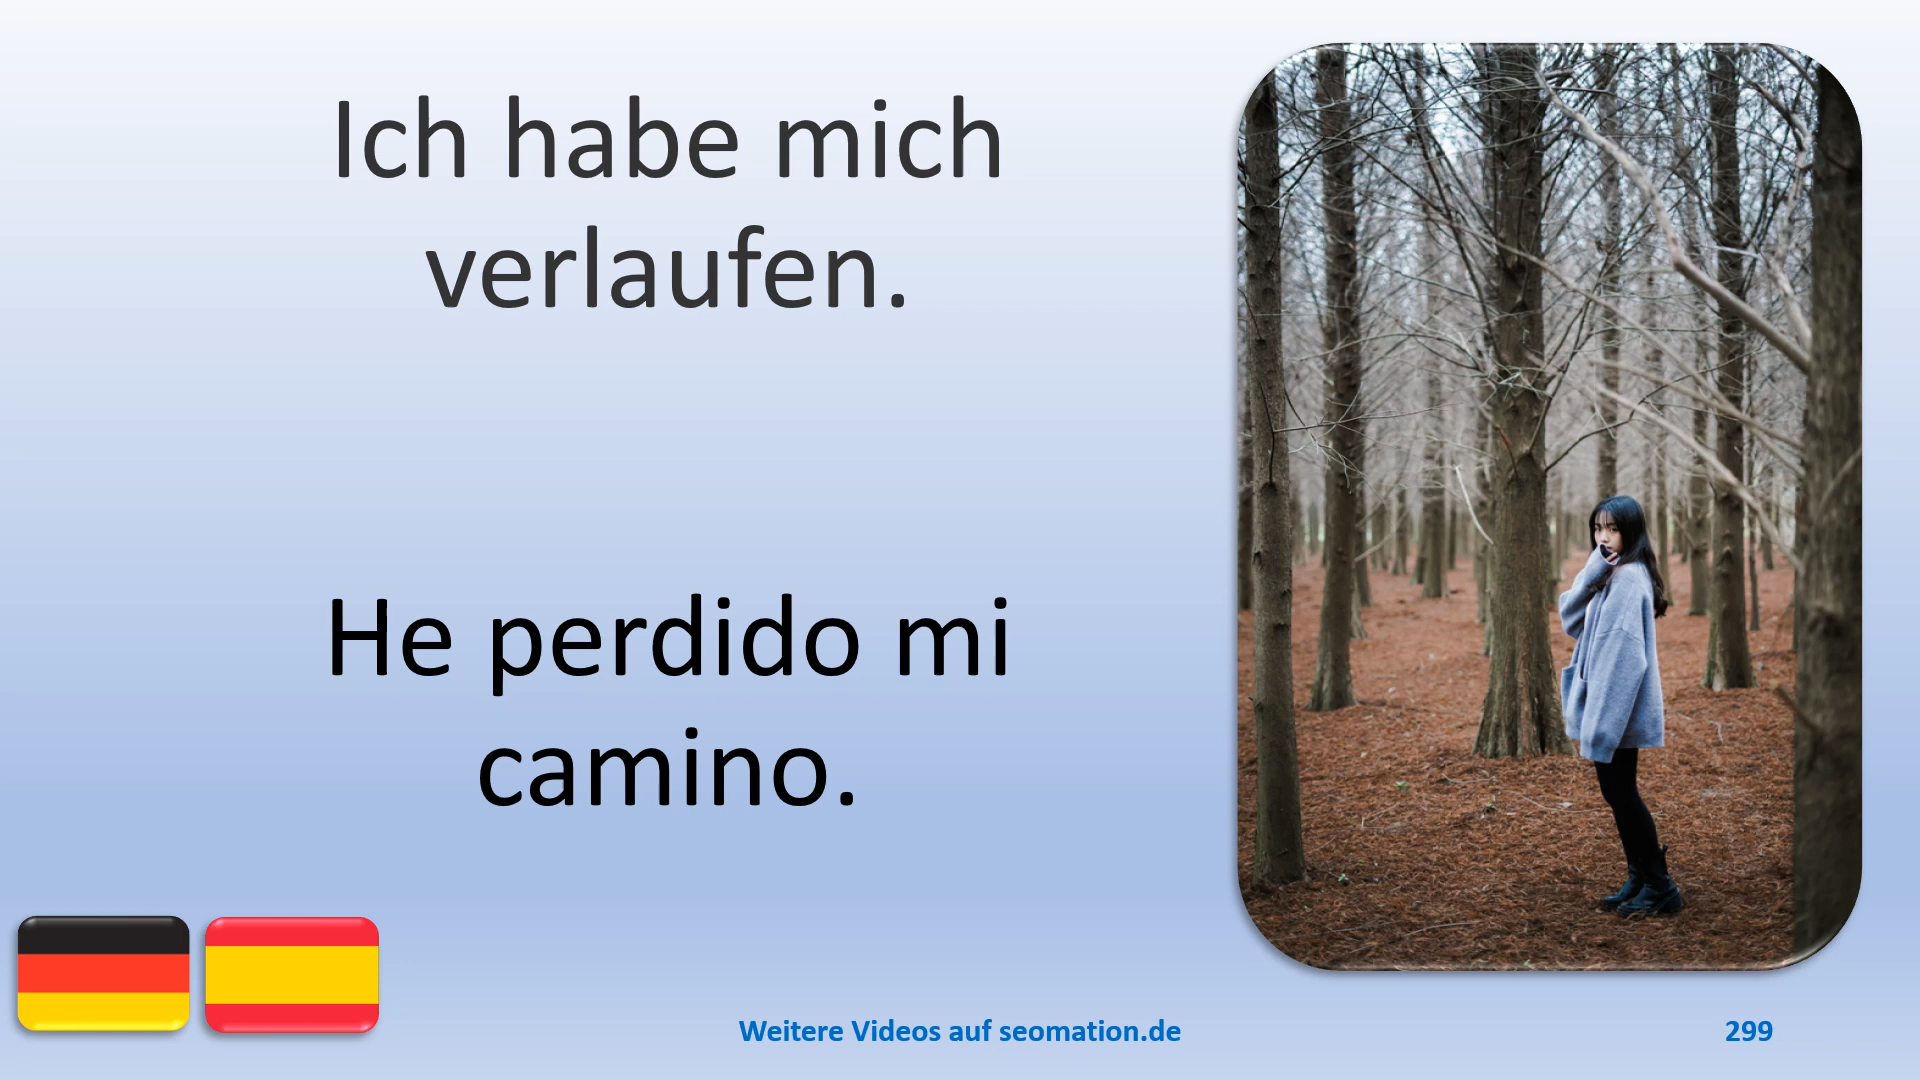 Ich habe mich
verlaufen.
He perdido mi
camino.
Weitere Videos auf seomation.de
299